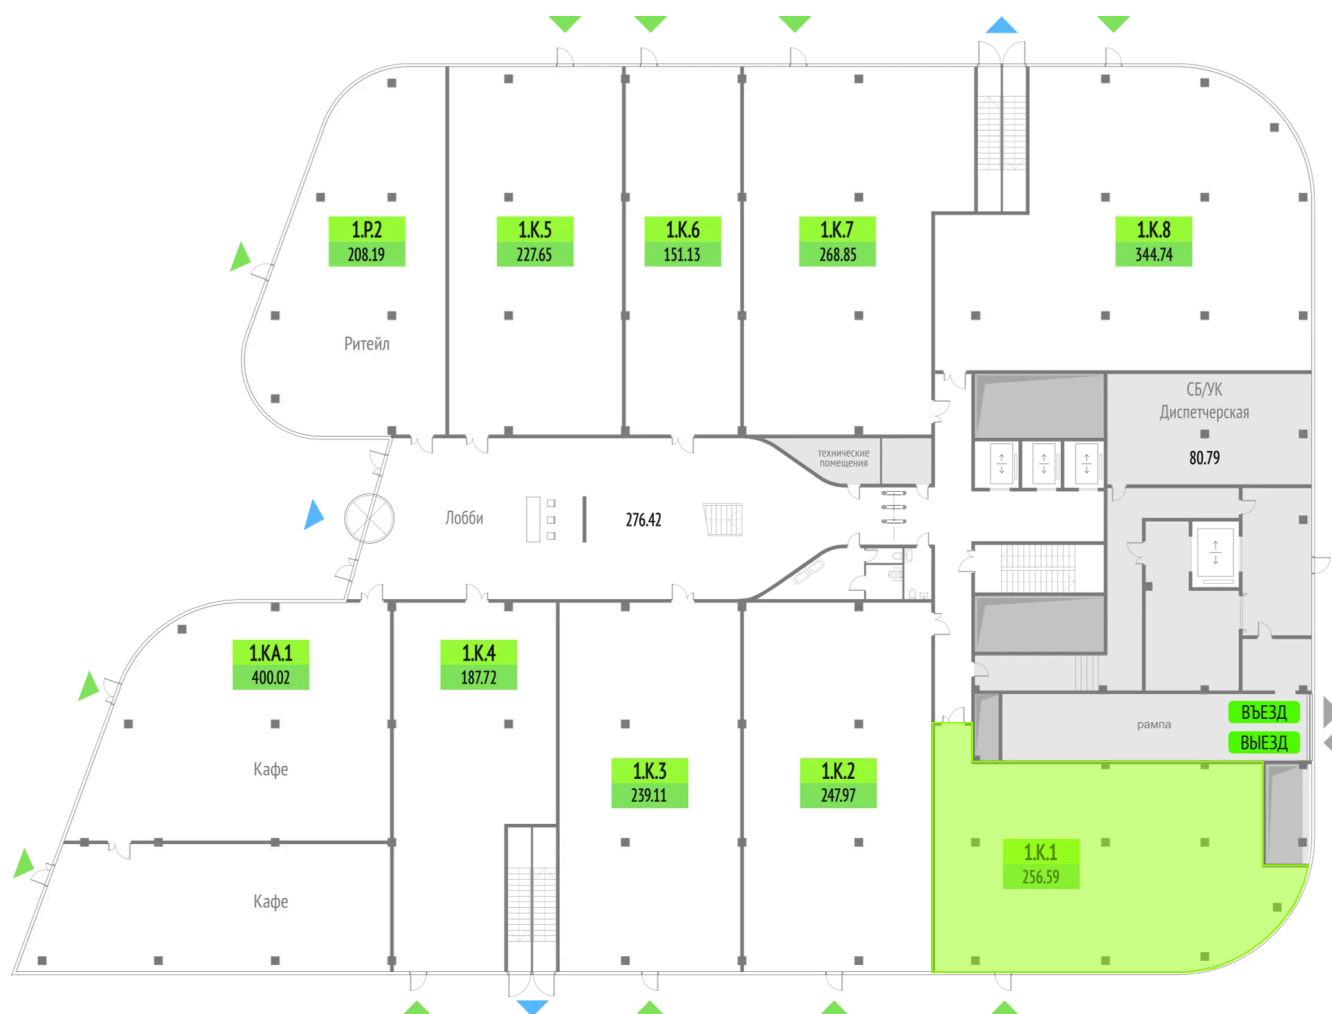 1.Р.2
208.19
Ритейл
1.К.5
227.65
1.К.6
151.13
1.К.7
268.85
1.К.8
344.74
СБ/УК
Диспетчерская
80.79
технические
помещения
Лобби
276.42
1.КА.1
400.02
Кафе
Кафе
1.К.4
187.72
1.К.3
239.11
1.К.2
247.97
рампа
ВЪЕЗД
ВЫЕЗД
1.К.1
256.59